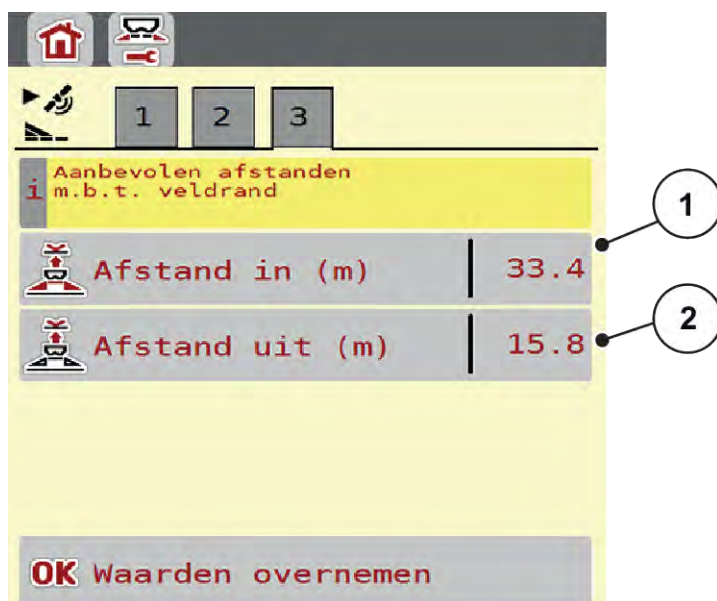 1 2 3
i Aanbevolen afstanden
m.b.t. veldrand
Afstand in (m) 33.4
1
Afstand uit (m) 15.8
2
OK Waarden overnemen